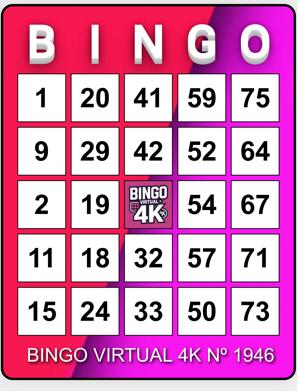 B I N G O
1 20 41 59 75
9 29 42 52 64
2 19 BINGO VIRTUAL 4K 54 67
11 18 32 57 71
15 24 33 50 73
BINGO VIRTUAL 4K Nº 1946